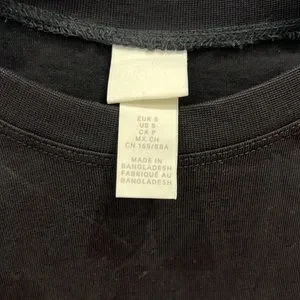 EUR S
US S
CA P
MX CH
CN 165/88A
MADE IN
BANGLADESH
FABRIQUÉ AU
BANGLADESH